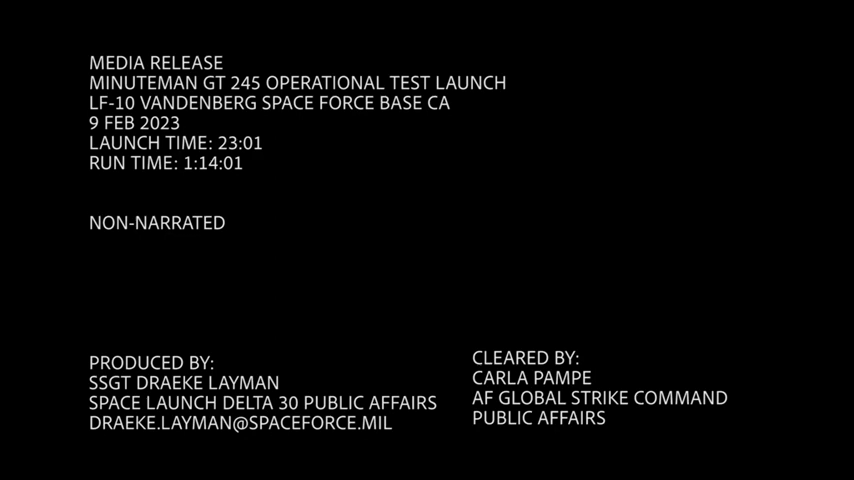 MEDIA RELEASE
MINUTEMAN GT 245 OPERATIONAL TEST LAUNCH
LF-10 VANDENBERG SPACE FORCE BASE CA
9 FEB 2023
LAUNCH TIME: 23:01
RUN TIME: 1:14:01
NON-NARRATED
PRODUCED BY:
SSGT DRAEKE LAYMAN
SPACE LAUNCH DELTA 30 PUBLIC AFFAIRS
DRAEKE.LAYMAN@SPACEFORCE.MIL
CLEARED BY:
CARLA PAMPE
AF GLOBAL STRIKE COMMAND
PUBLIC AFFAIRS